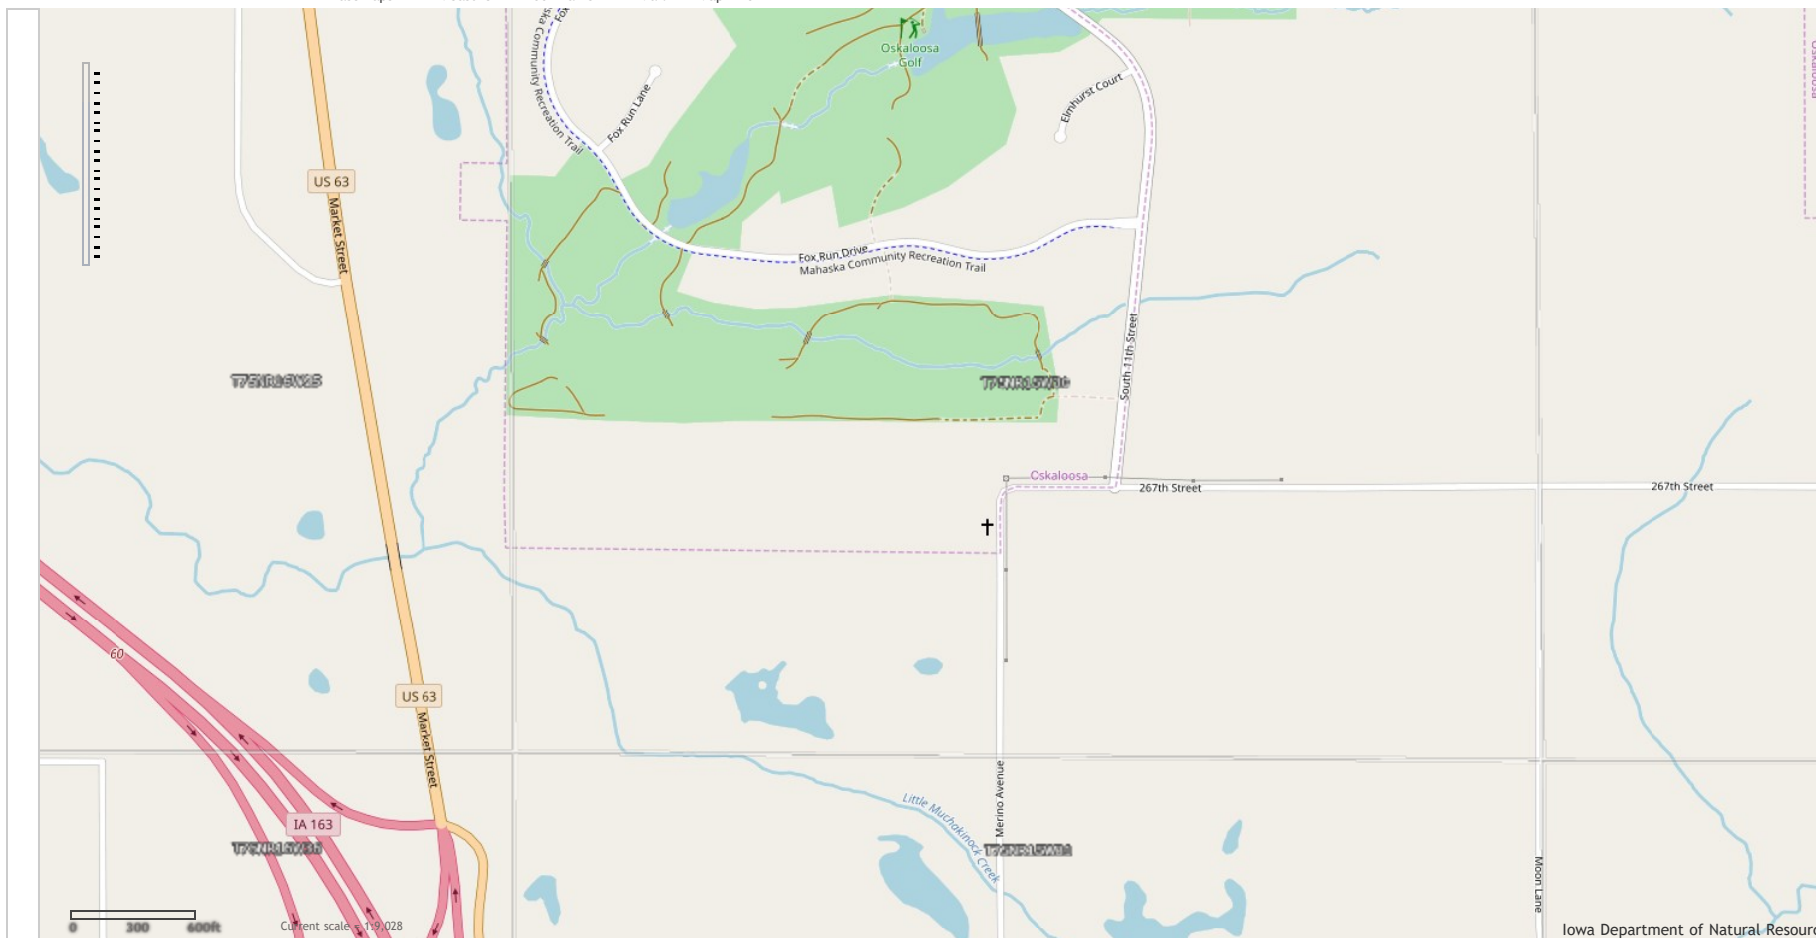 Oskaloosa
Golf
Elmhurst Court
Fox Run Lane
Community Recreation Trail
US 63
Market Street
Fox Run Drive
Mahaska Community Recreation Trail
South 11th Street
Oskaloosa
267th Street
267th Street
60
US 63
Market Street
IA 163
Merino Avenue
Little Muchakinock Creek
Moon Lane
0 300 600ft
Current scale = 1:9,028
Iowa Department of Natural